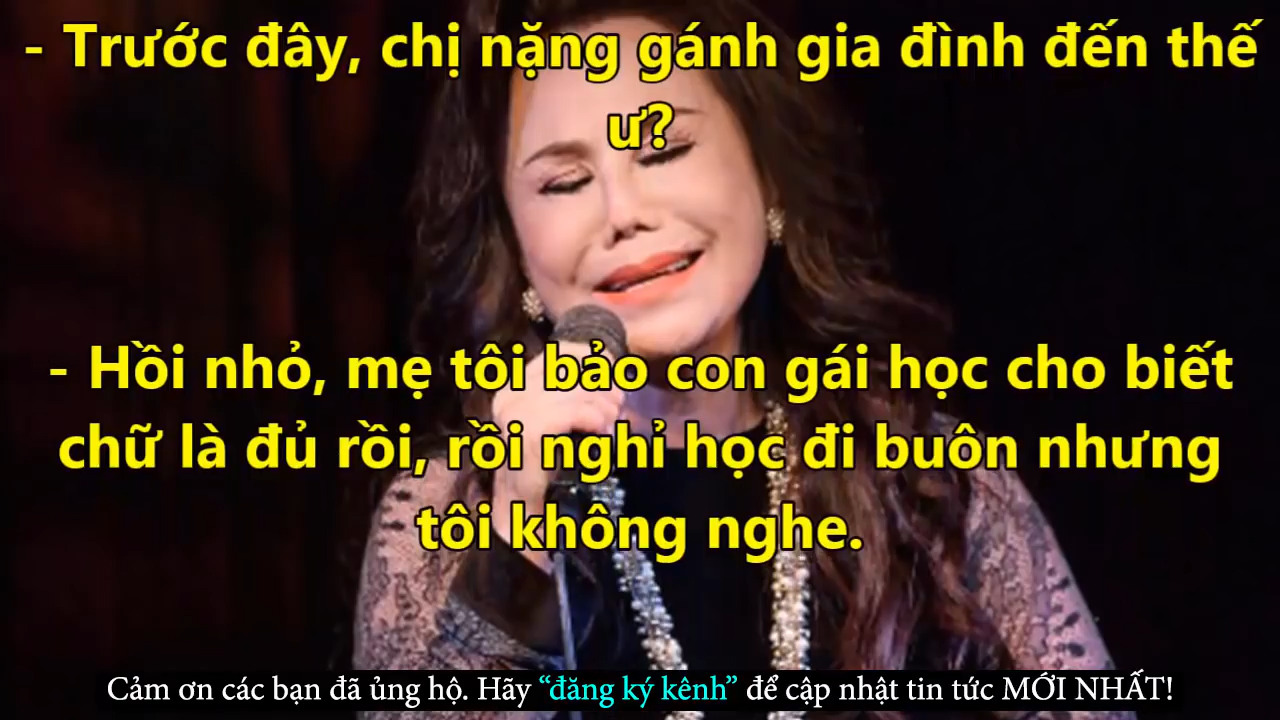 - Trước đây, chị nặng gánh gia đình đến thế
ư?
- Hồi nhỏ, mẹ tôi bảo con gái học cho biết
chữ là đủ rồi, rồi nghỉ học đi buôn nhưng
tôi không nghe.
Cảm ơn các bạn đã ủng hộ. Hãy “đăng ký kênh” để cập nhật tin tức MỚI NHẤT!